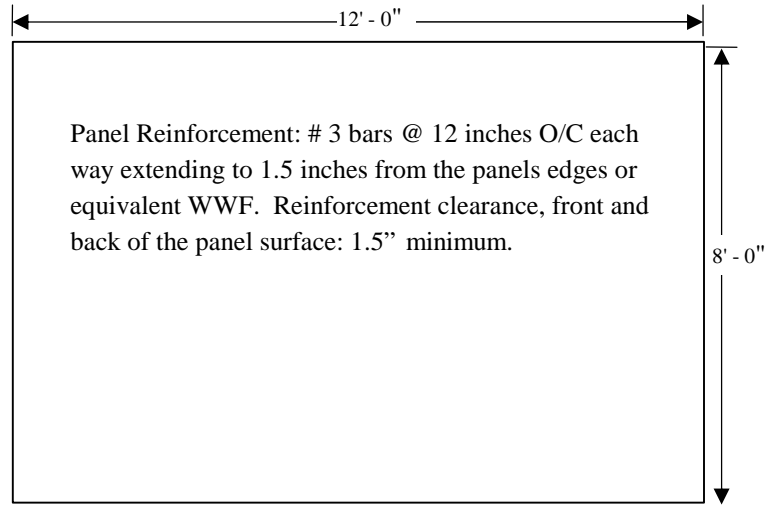 12' - 0"
Panel Reinforcement: # 3 bars @ 12 inches O/C each
way extending to 1.5 inches from the panels edges or
equivalent WWF.  Reinforcement clearance, front and
back of the panel surface: 1.5”  minimum.
8' - 0"